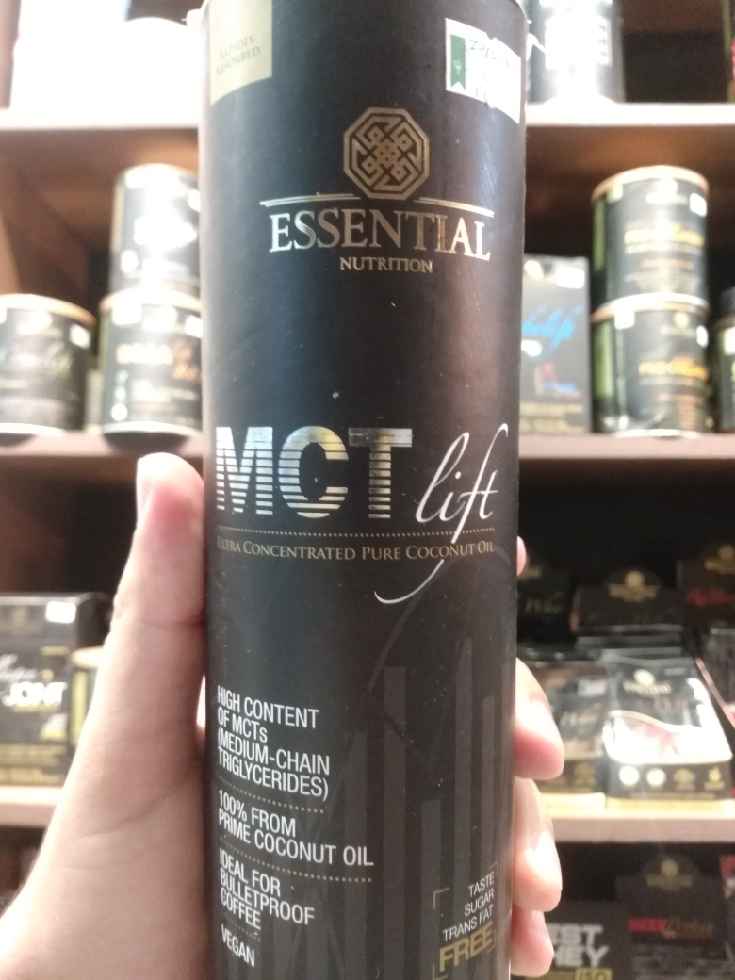 ESSENTIAL
NUTRITION
MCT lift
ULTRA CONCENTRATED PURE COCONUT OIL
HIGH CONTENT
OF MCTs
(MEDIUM-CHAIN
TRIGLYCERIDES)
100% FROM
PRIME COCONUT OIL
IDEAL FOR
BULLETPROOF
COFFEE
VEGAN
TASTE
SUGAR
TRANS FAT
FREE
JOINT